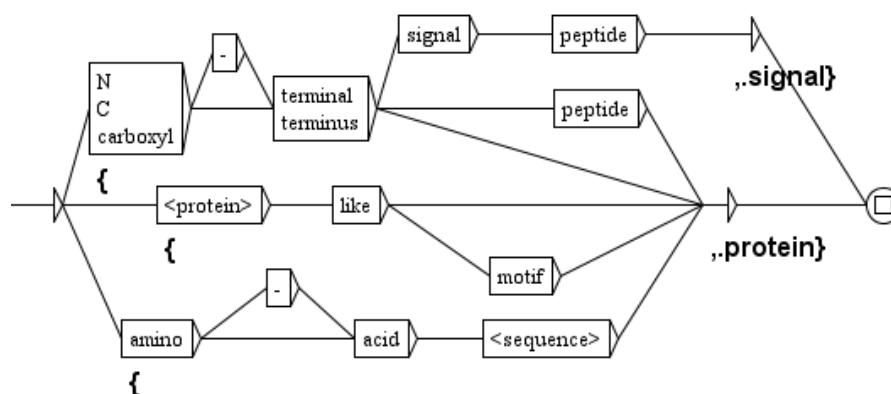 signal
peptide
-
N
C
carboxyl
terminal
terminus
,.signal}
peptide
{
<protein>
like
{
,.protein}
motif
-
amino
acid
<sequence>
{